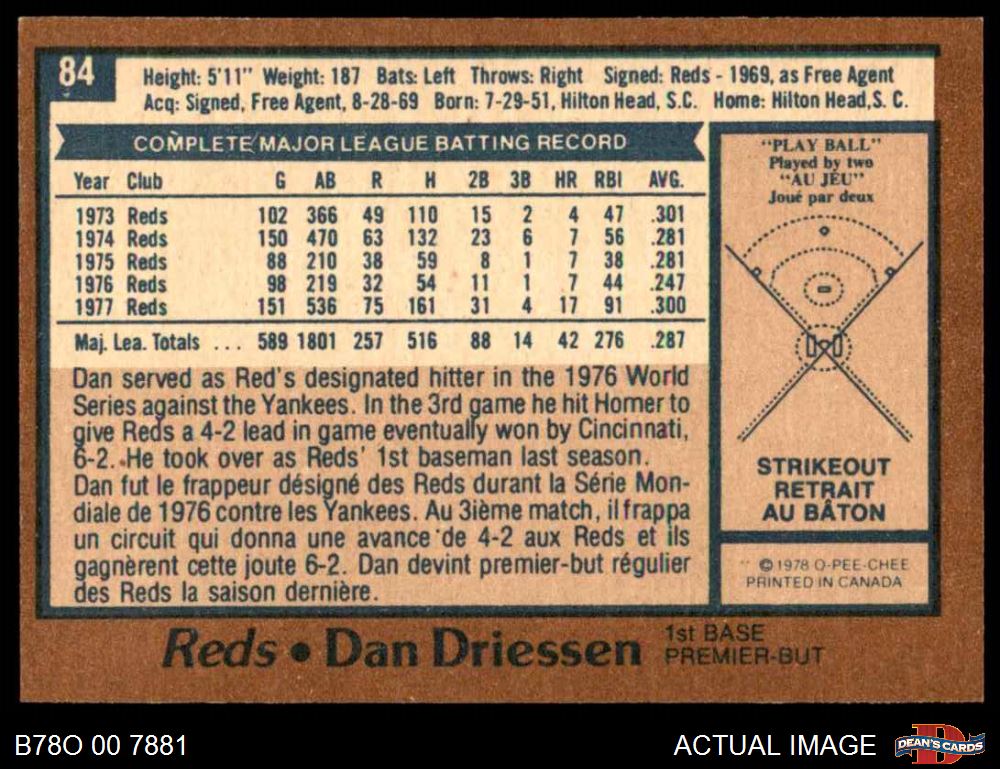 84
Height: 5'11" Weight: 187 Bats: Left Throws: Right Signed: Reds - 1969, as Free Agent
Acq: Signed, Free Agent, 8-28-69 Born: 7-29-51, Hilton Head, S.C. Home: Hilton Head, S. C.
COMPLETE MAJOR LEAGUE BATTING RECORD
Year Club G AB R H 2B 3B HR RBI AVG.
1973 Reds 102 366 49 110 15 2 4 47 .301
1974 Reds 150 470 63 132 23 6 7 56 .281
1975 Reds 88 210 38 59 8 1 7 38 .281
1976 Reds 98 219 32 54 11 1 7 44 .247
1977 Reds 151 536 75 161 31 4 17 91 .300
Maj. Lea. Totals ... 589 1801 257 516 88 14 42 276 .287
Dan served as Red's designated hitter in the 1976 World
Series against the Yankees. In the 3rd game he hit Homer to
give Reds a 4-2 lead in game eventually won by Cincinnati,
6-2. He took over as Reds' 1st baseman last season.
Dan fut le frappeur désigné des Reds durant la Série Mon-
diale de 1976 contre les Yankees. Au 3ième match, il frappa
un circuit qui donna une avance de 4-2 aux Reds et ils
gagnèrent cette joute 6-2. Dan devint premier-but régulier
des Reds la saison dernière.
"PLAY BALL"
Played by two
"AU JEU"
Joué par deux
STRIKEOUT
RETRAIT
AU BÂTON
© 1978 O-PEE-CHEE
PRINTED IN CANADA
Reds • Dan Driessen
1st BASE
PREMIER-BUT
B78O 00 7881
ACTUAL IMAGE
D
DEAN'S CARDS